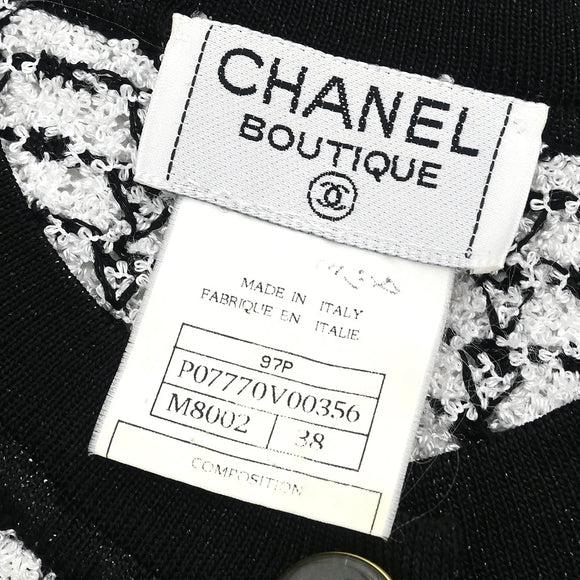 CHANEL
BOUTIQUE
MADE IN ITALY
FABRIQUE EN ITALIE
97P
P07770V00356
M8002 38
COMPOSITION